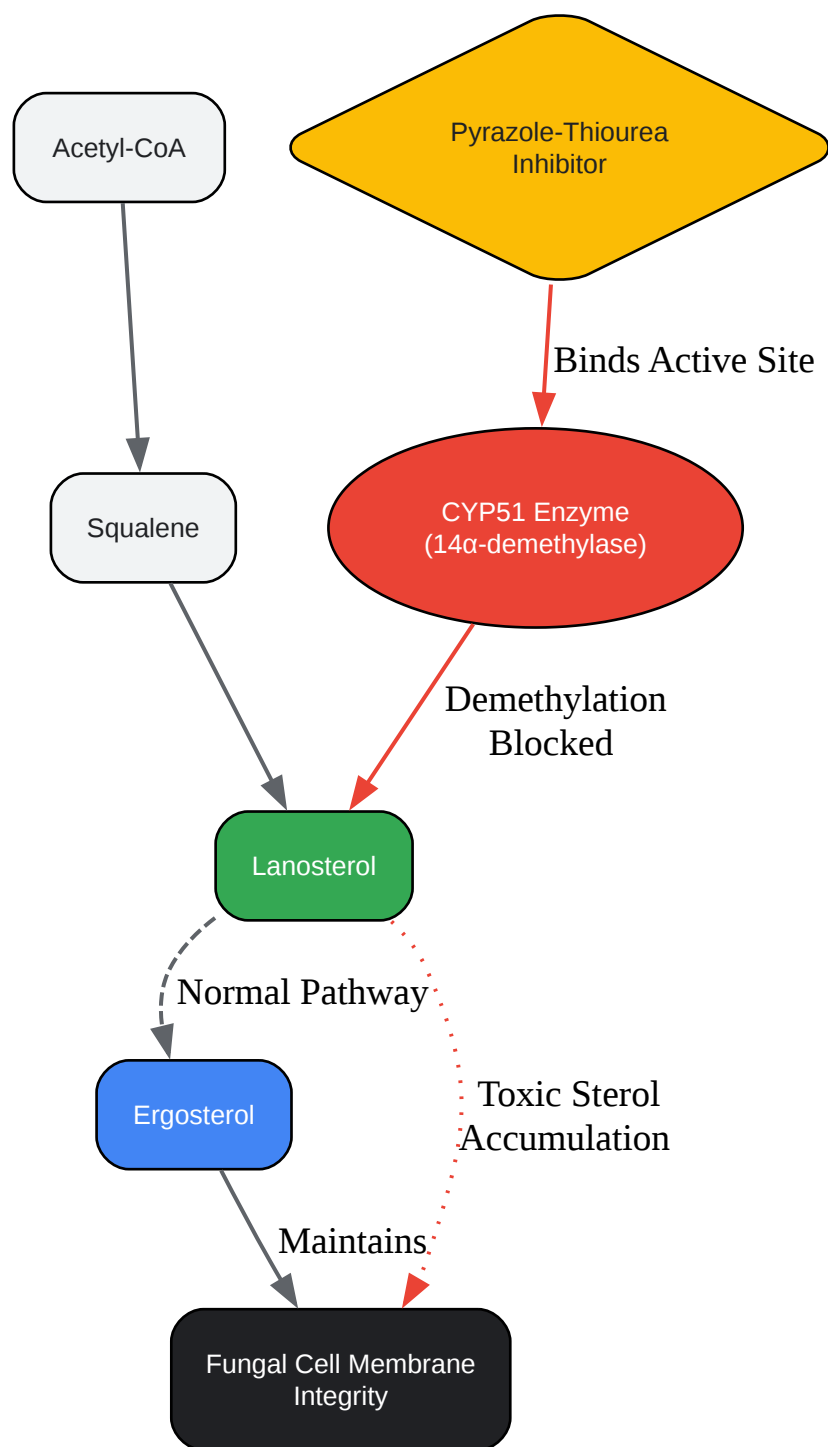 Acetyl-CoA
Pyrazole-Thiourea
Inhibitor
Binds Active Site
Squalene
CYP51 Enzyme
(14α-demethylase)
Demethylation
Blocked
Lanosterol
Normal Pathway
Ergosterol
Toxic Sterol
Accumulation
Maintains
Fungal Cell Membrane
Integrity